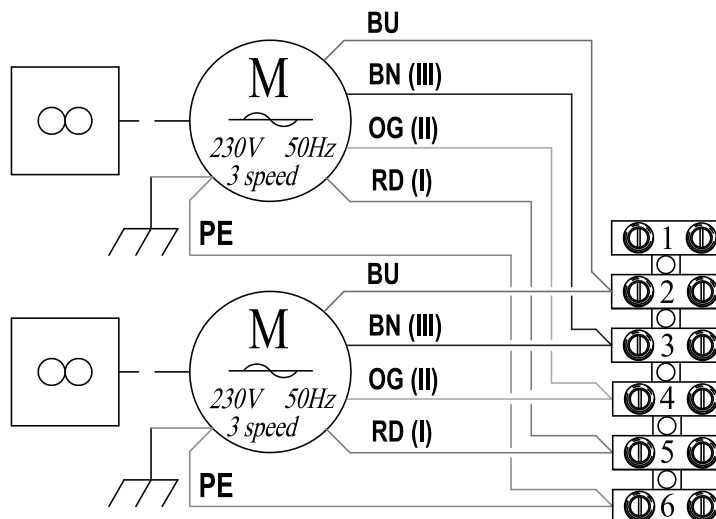 BU
BN (III)
M
OG (II)
230V 50Hz
3 speed
RD (I)
PE
1
BU
2
BN (III)
M
3
OG (II)
230V 50Hz
4
3 speed
RD (I)
5
PE
6